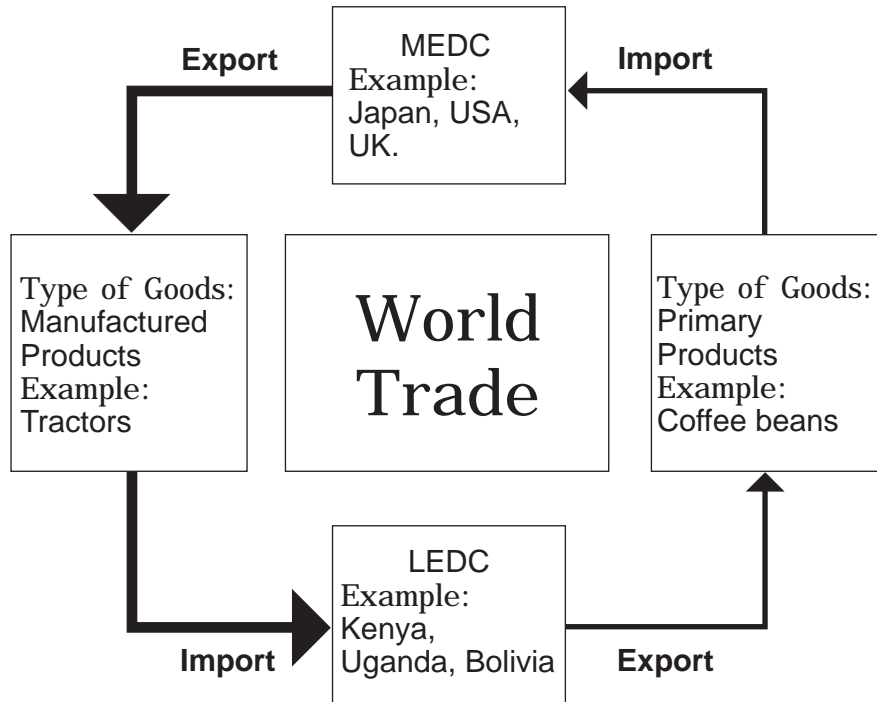 MEDC
Example:
Japan, USA,
UK.
Export
Import
Type of Goods:
Manufactured
Products
Example:
Tractors
World
Trade
Type of Goods:
Primary
Products
Example:
Coffee beans
LEDC
Example:
Kenya,
Uganda, Bolivia
Import
Export